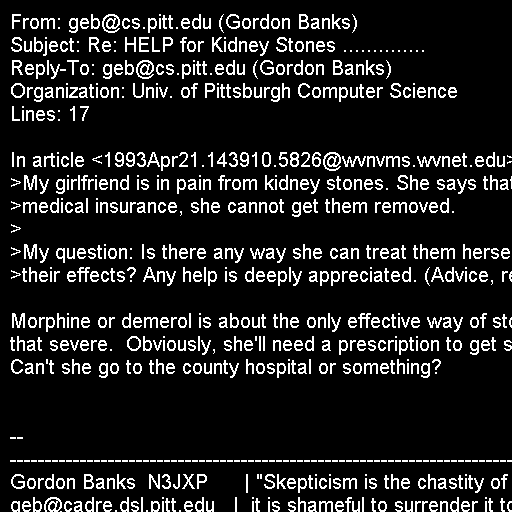 From: geb@cs.pitt.edu (Gordon Banks)
Subject: Re: HELP for Kidney Stones ..............
Reply-To: geb@cs.pitt.edu (Gordon Banks)
Organization: Univ. of Pittsburgh Computer Science
Lines: 17

In article <1993Apr21.143910.5826@wvnvms.wvnet.edu>
>My girlfriend is in pain from kidney stones. She says that
>medical insurance, she cannot get them removed.
>
>My question: Is there any way she can treat them herse
>their effects? Any help is deeply appreciated. (Advice, re

Morphine or demerol is about the only effective way of sto
that severe.  Obviously, she'll need a prescription to get s
Can't she go to the county hospital or something?


--
----------------------------------------------------------------------------
Gordon Banks  N3JXP      | "Skepticism is the chastity of
geb@cadre.dsl.pitt.edu   |  it is shameful to surrender it to